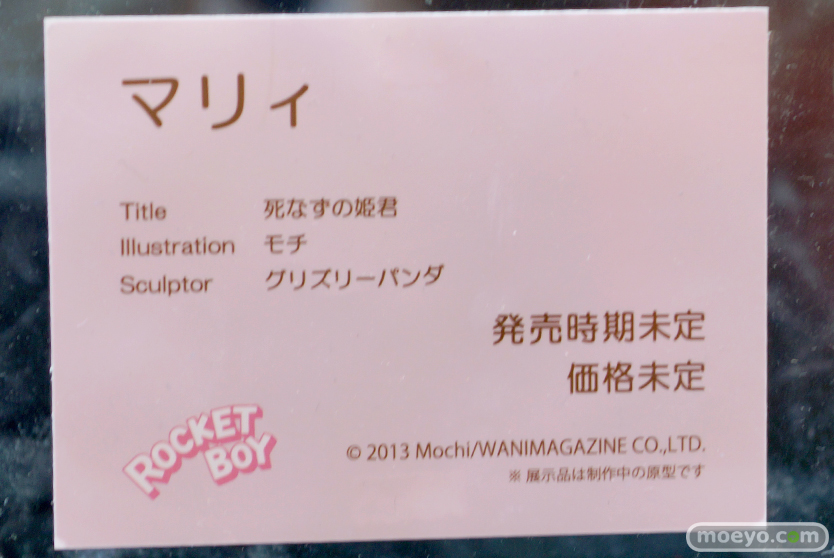 マリィ
Title 死なずの姫君
Illustration モチ
Sculptor グリズリーパンダ
発売時期未定
価格未定
ROCKET
BOY
© 2013 Mochi/WANIMAGAZINE CO.,LTD.
※ 展示品は制作中の原型です
moeyo.com